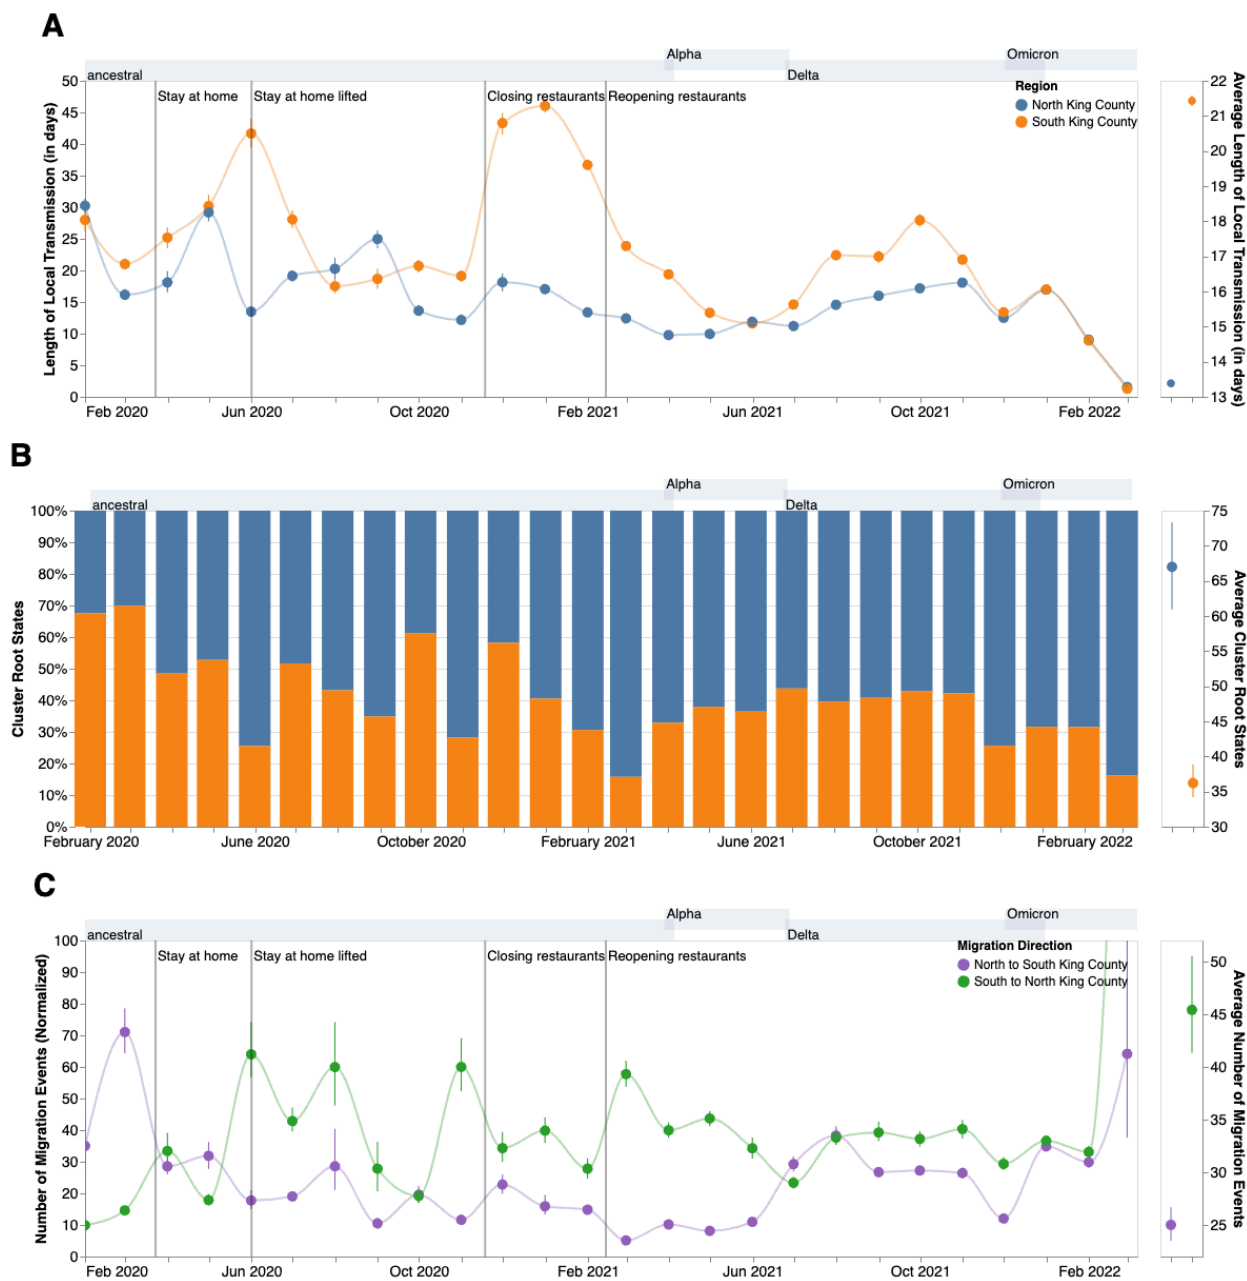 A
Alpha
Omicron
ancestral
Delta
Length of Local Transmission (in days)
50
45
40
35
30
25
20
15
10
5
0
Stay at home
Stay at home lifted
Closing restaurants
Reopening restaurants
Region
North King County
South King County
Feb 2020
Jun 2020
Oct 2020
Feb 2021
Jun 2021
Oct 2021
Feb 2022
22
21
20
19
18
17
16
15
14
13
Average Length of Local Transmission (in days)
B
Alpha
Omicron
ancestral
Delta
Cluster Root States
100%
90%
80%
70%
60%
50%
40%
30%
20%
10%
0%
February 2020
June 2020
October 2020
February 2021
June 2021
October 2021
February 2022
75
70
65
60
55
50
45
40
35
30
Average Cluster Root States
C
Alpha
Omicron
ancestral
Delta
Number of Migration Events (Normalized)
100
90
80
70
60
50
40
30
20
10
0
Stay at home
Stay at home lifted
Closing restaurants
Reopening restaurants
Migration Direction
North to South King County
South to North King County
Feb 2020
Jun 2020
Oct 2020
Feb 2021
Jun 2021
Oct 2021
Feb 2022
50
45
40
35
30
25
Average Number of Migration Events